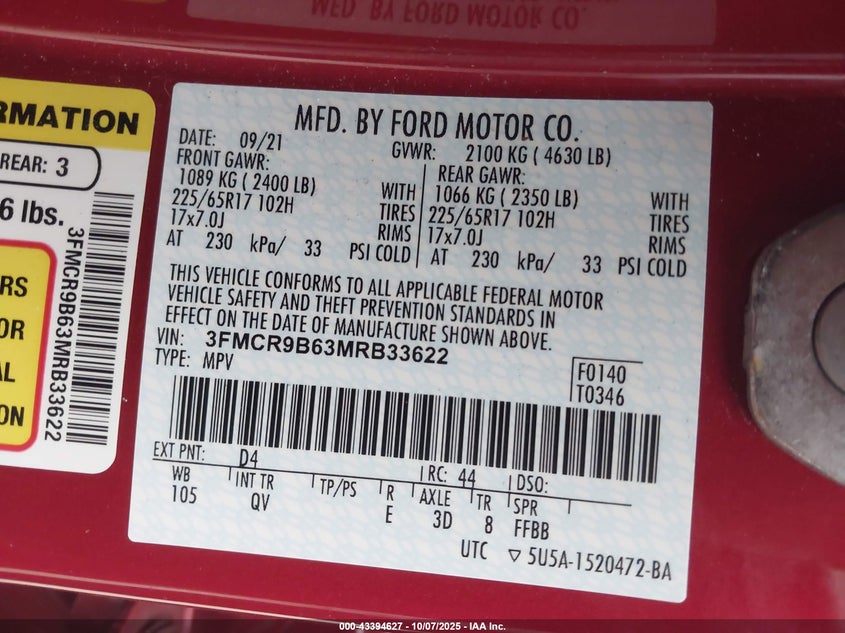 MFD. BY FORD MOTOR CO.
RMATION
REAR: 3
6 lbs.
3FMCR9B63MRB33622
RS
OR
AL
ON
MFD. BY FORD MOTOR CO.
DATE: 09/21 GVWR: 2100 KG ( 4630 LB)
FRONT GAWR: REAR GAWR:
1089 KG ( 2400 LB) WITH 1066 KG ( 2350 LB) WITH
225/65R17 102H TIRES 225/65R17 102H TIRES
17x7.0J RIMS 17x7.0J RIMS
AT 230 kPa/ 33 PSI COLD AT 230 kPa/ 33 PSI COLD
THIS VEHICLE CONFORMS TO ALL APPLICABLE FEDERAL MOTOR
VEHICLE SAFETY AND THEFT PREVENTION STANDARDS IN
EFFECT ON THE DATE OF MANUFACTURE SHOWN ABOVE.
VIN: 3FMCR9B63MRB33622
TYPE: MPV
F0140
T0346
EXT PNT: D4 RC: 44 DSO:
WB INT TR TP/PS R AXLE TR SPR
105 QV E 3D 8 FFBB
UTC ▽ 5U5A-1520472-BA
000-43394627 - 10/07/2025 - IAA Inc.